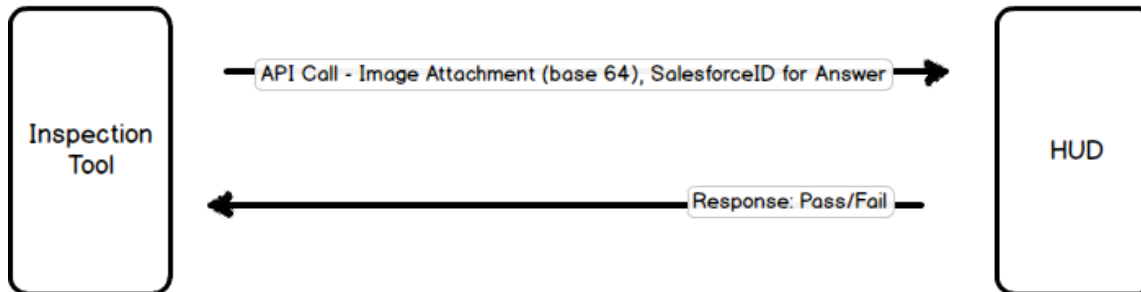 API Call - Image Attachment (base 64), SalesforceID for Answer
Inspection
Tool
HUD
Response: Pass/Fail